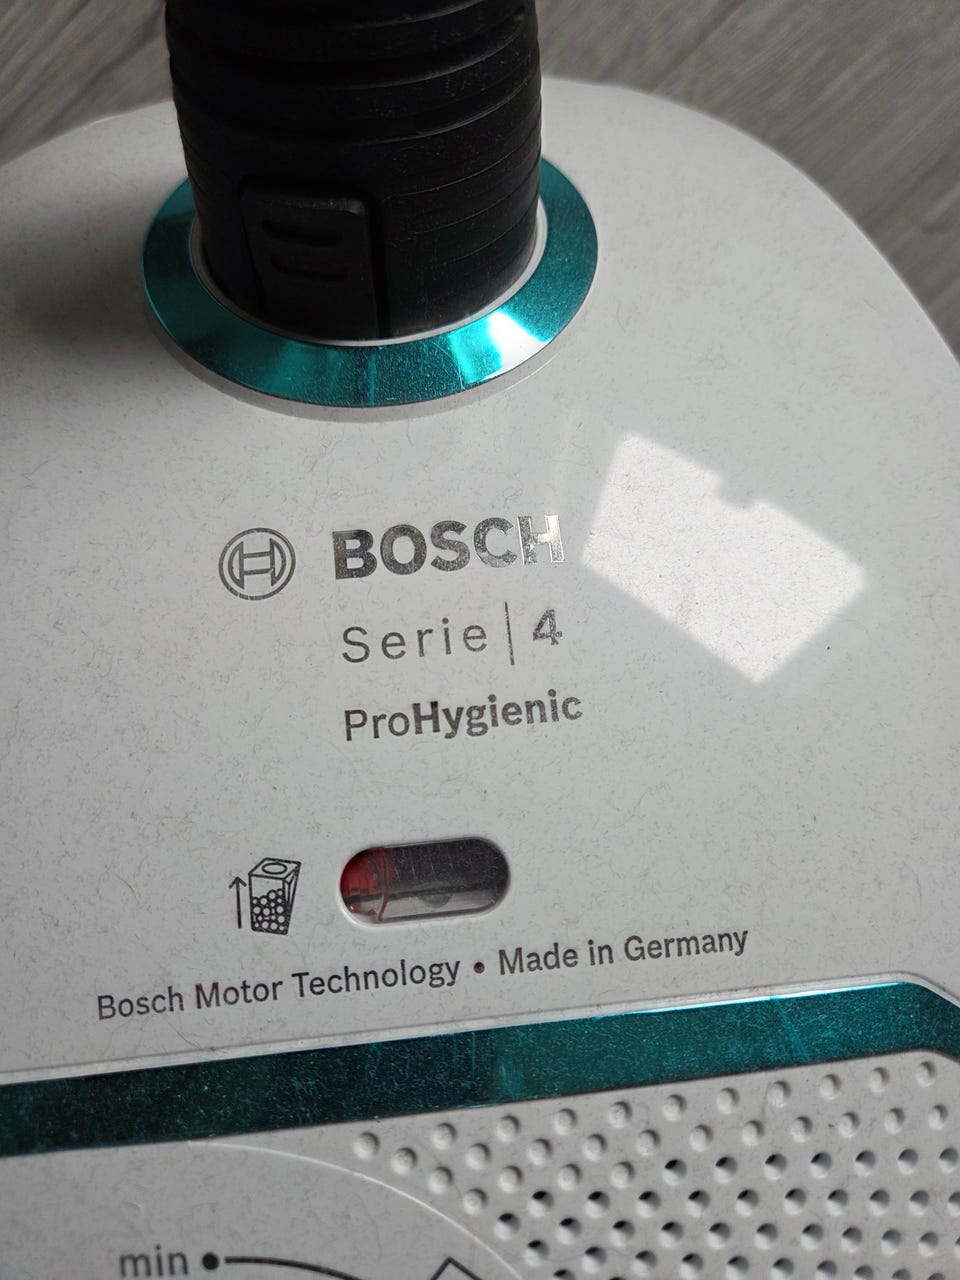 BOSCH
Serie | 4
ProHygienic
Bosch Motor Technology • Made in Germany
min